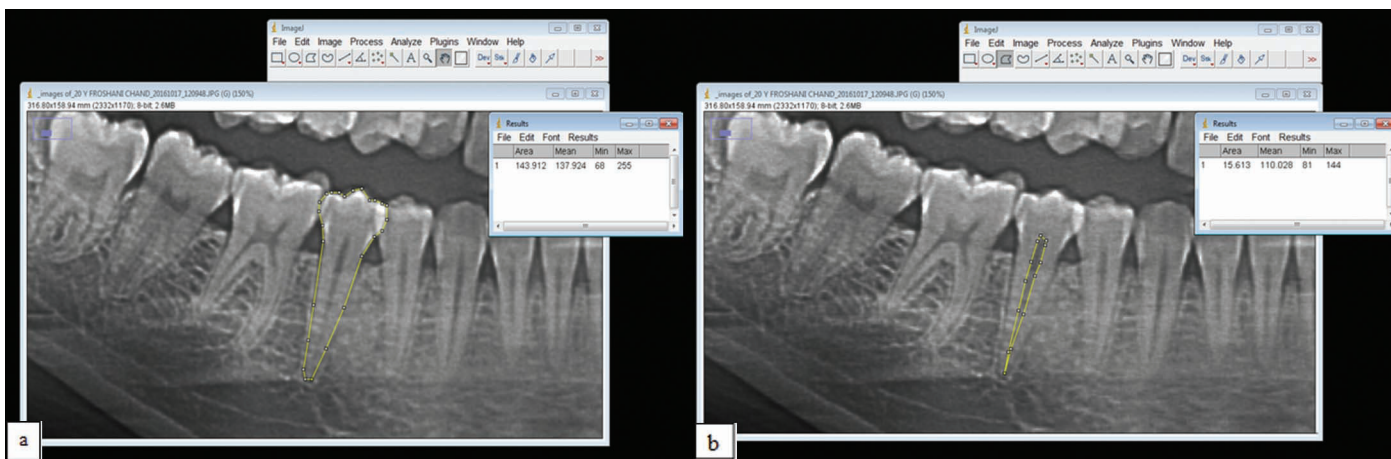 ImageJ
File Edit Image Process Analyze Plugins Window Help
A Dev Stk >>
_images of_20 Y FROSHANI CHAND_20161017_120948.JPG (G) (150%)
316.80x158.94 mm (2332x1170); 8-bit; 2.6MB
Results
File Edit Font Results
Area Mean Min Max
1 143.912 137.924 68 255
a
ImageJ
File Edit Image Process Analyze Plugins Window Help
A Dev Stk >>
_images of_20 Y FROSHANI CHAND_20161017_120948.JPG (G) (150%)
316.80x158.94 mm (2332x1170); 8-bit; 2.6MB
Results
File Edit Font Results
Area Mean Min Max
1 15.613 110.028 81 144
b